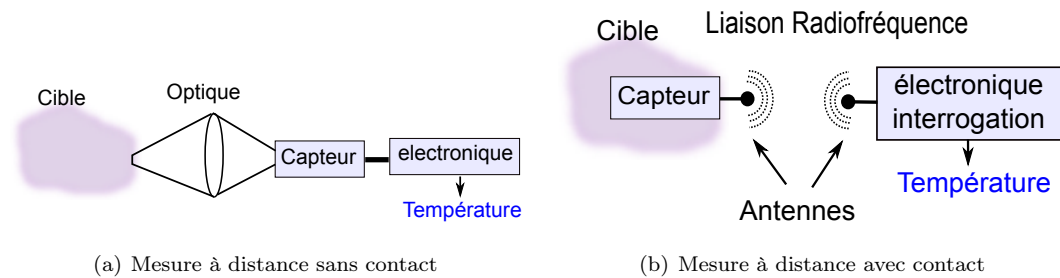 Cible
Optique
Capteur
electronique
Température
(a) Mesure à distance sans contact
Liaison Radiofréquence
Cible
Capteur
électronique
interrogation
Température
Antennes
(b) Mesure à distance avec contact